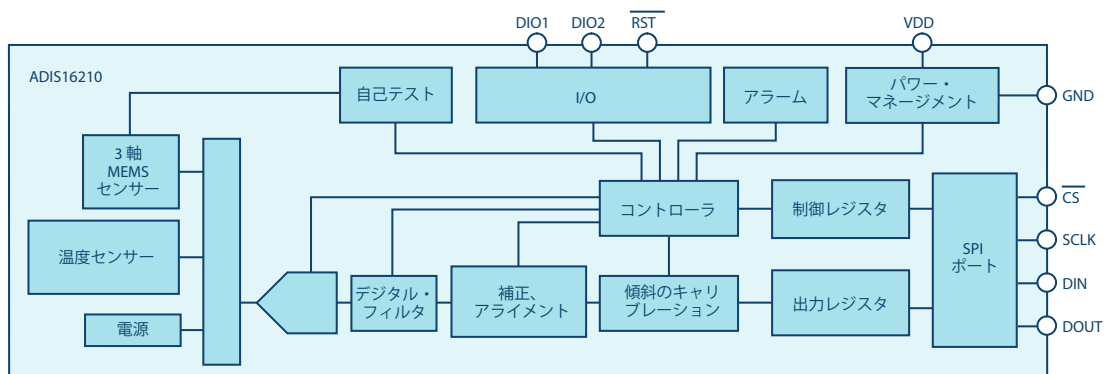 DIO1
DIO2
RST
VDD
ADIS16210
自己テスト
I/O
アラーム
パワー・
マネージメント
GND
3 軸
MEMS
センサー
コントローラ
制御レジスタ
CS
SPI
ポート
SCLK
温度センサー
DIN
デジタル・
フィルタ
補正、
アライメント
傾斜のキャリ
ブレーション
出力レジスタ
電源
DOUT